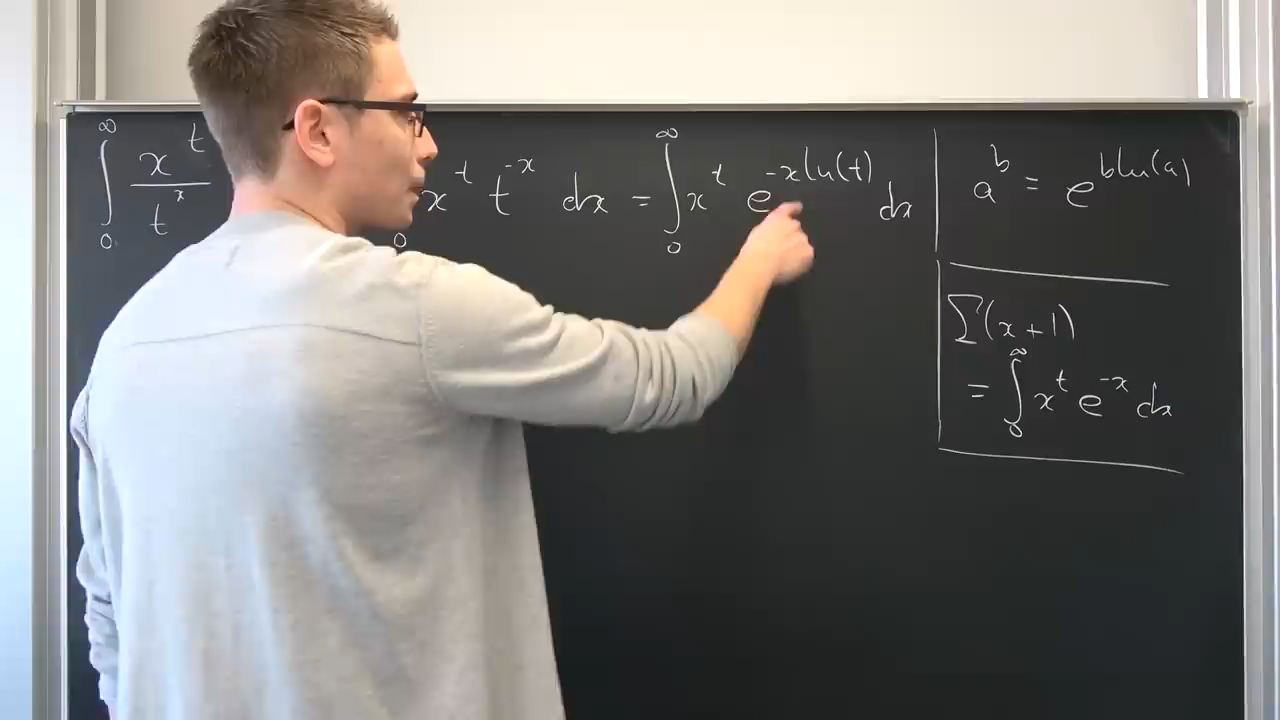 ∫₀^∞ x^t / t^x x^t t^{-x} dx = ∫₀^∞ x^t e^{-x ln(t)} dx
a^b = e^{b ln(a)}
∑(x+1)
= ∫₀^∞ x^t e^{-x} dx